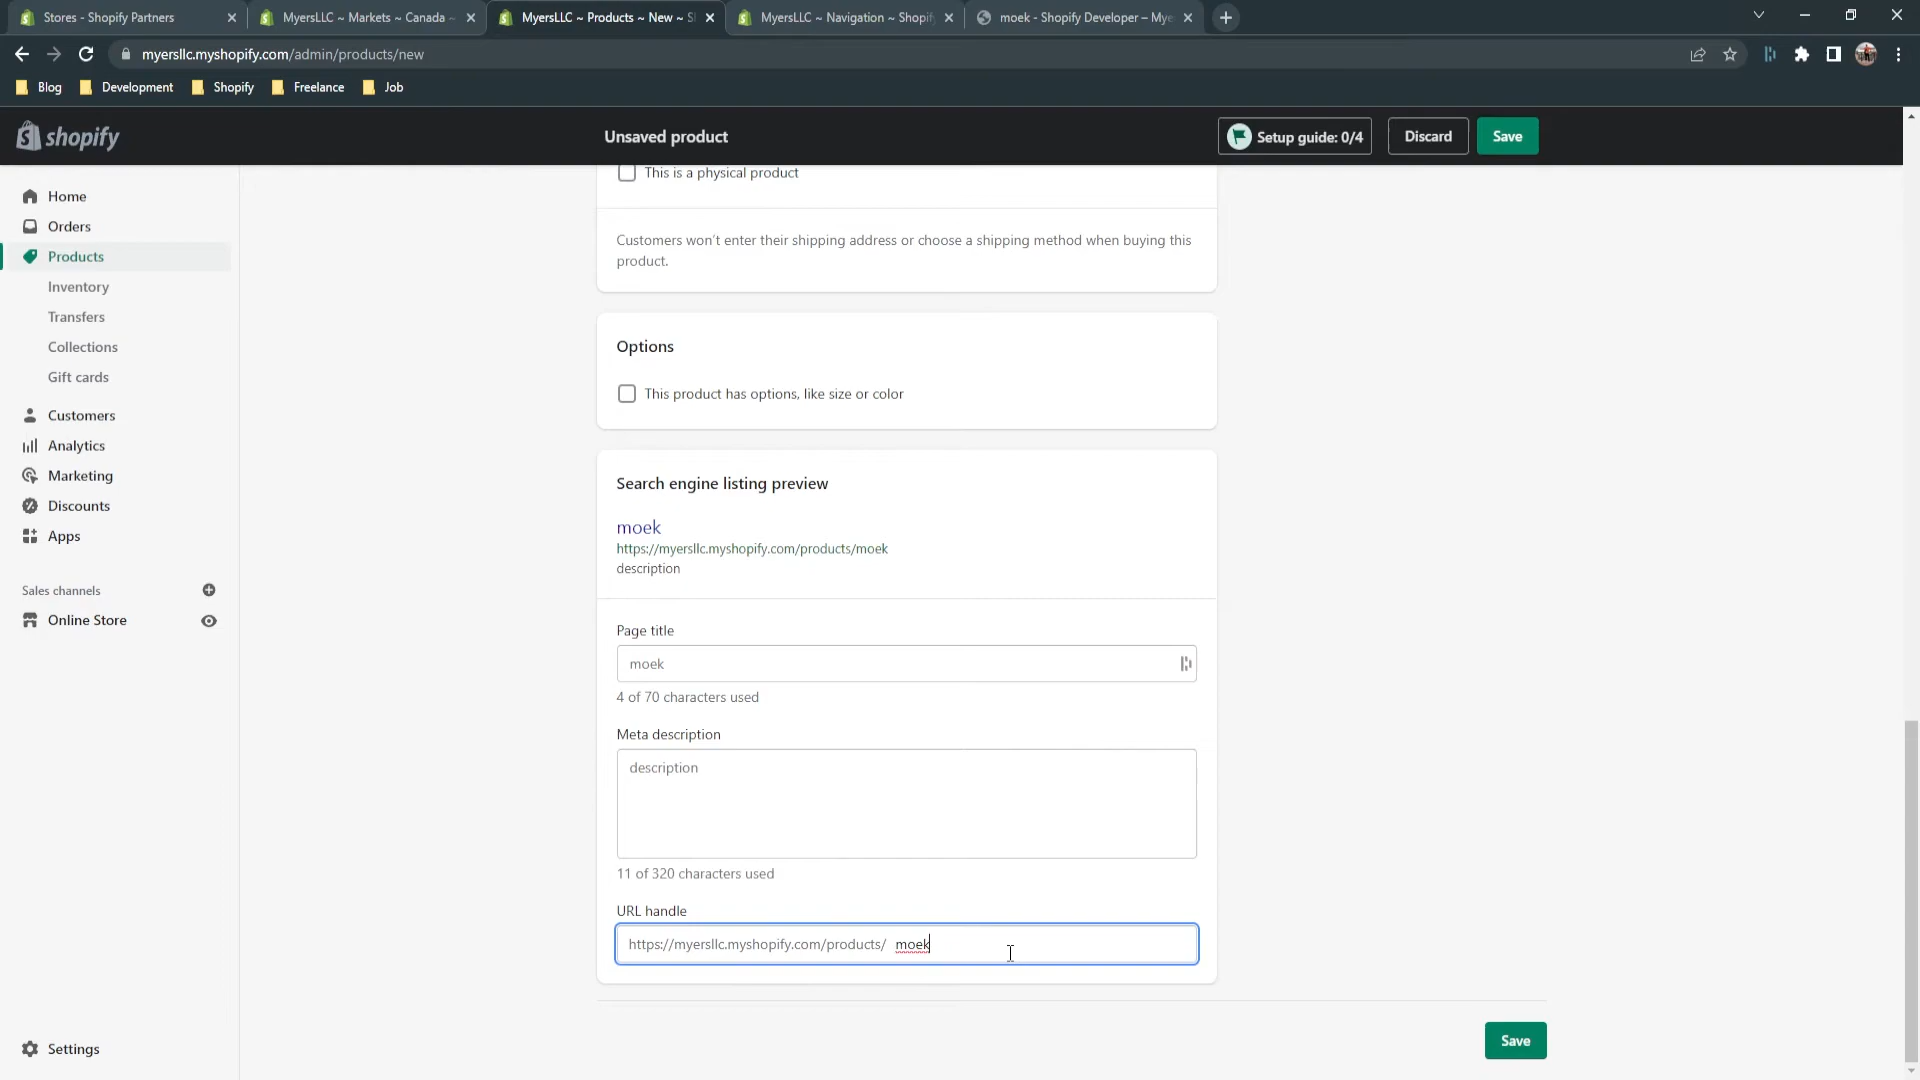 Stores - Shopify Partners
MyersLLC ~ Markets ~ Canada ~
MyersLLC ~ Products ~ New ~ S
MyersLLC ~ Navigation ~ Shopif
moek - Shopify Developer – Mye
myersllc.myshopify.com/admin/products/new
Blog
Development
Shopify
Freelance
Job
shopify
Unsaved product
Setup guide: 0/4
Discard
Save
Home
Orders
Products
Inventory
Transfers
Collections
Gift cards
Customers
Analytics
Marketing
Discounts
Apps
Sales channels
Online Store
Settings
This is a physical product
Customers won't enter their shipping address or choose a shipping method when buying this
product.
Options
This product has options, like size or color
Search engine listing preview
moek
https://myersllc.myshopify.com/products/moek
description
Page title
moek
4 of 70 characters used
Meta description
description
11 of 320 characters used
URL handle
https://myersllc.myshopify.com/products/ moek
Save